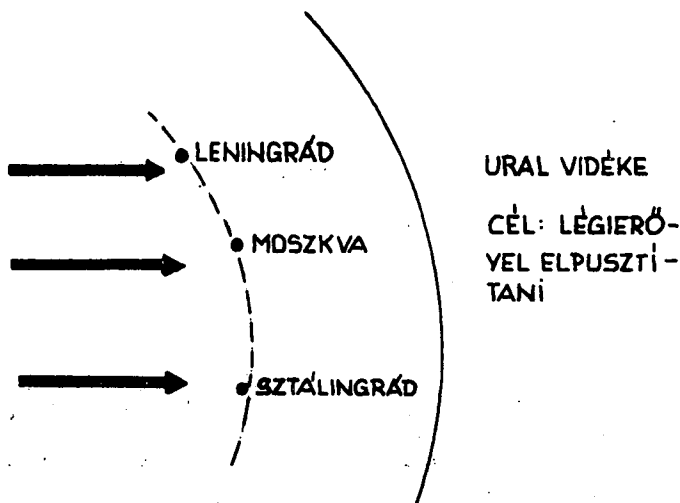 LENINGRÁD
MOSZKVA
SZTÁLINGRÁD
URAL VIDÉKE
CÉL: LÉGIERŐ-
VEL ELPUSZTÍ-
TANI